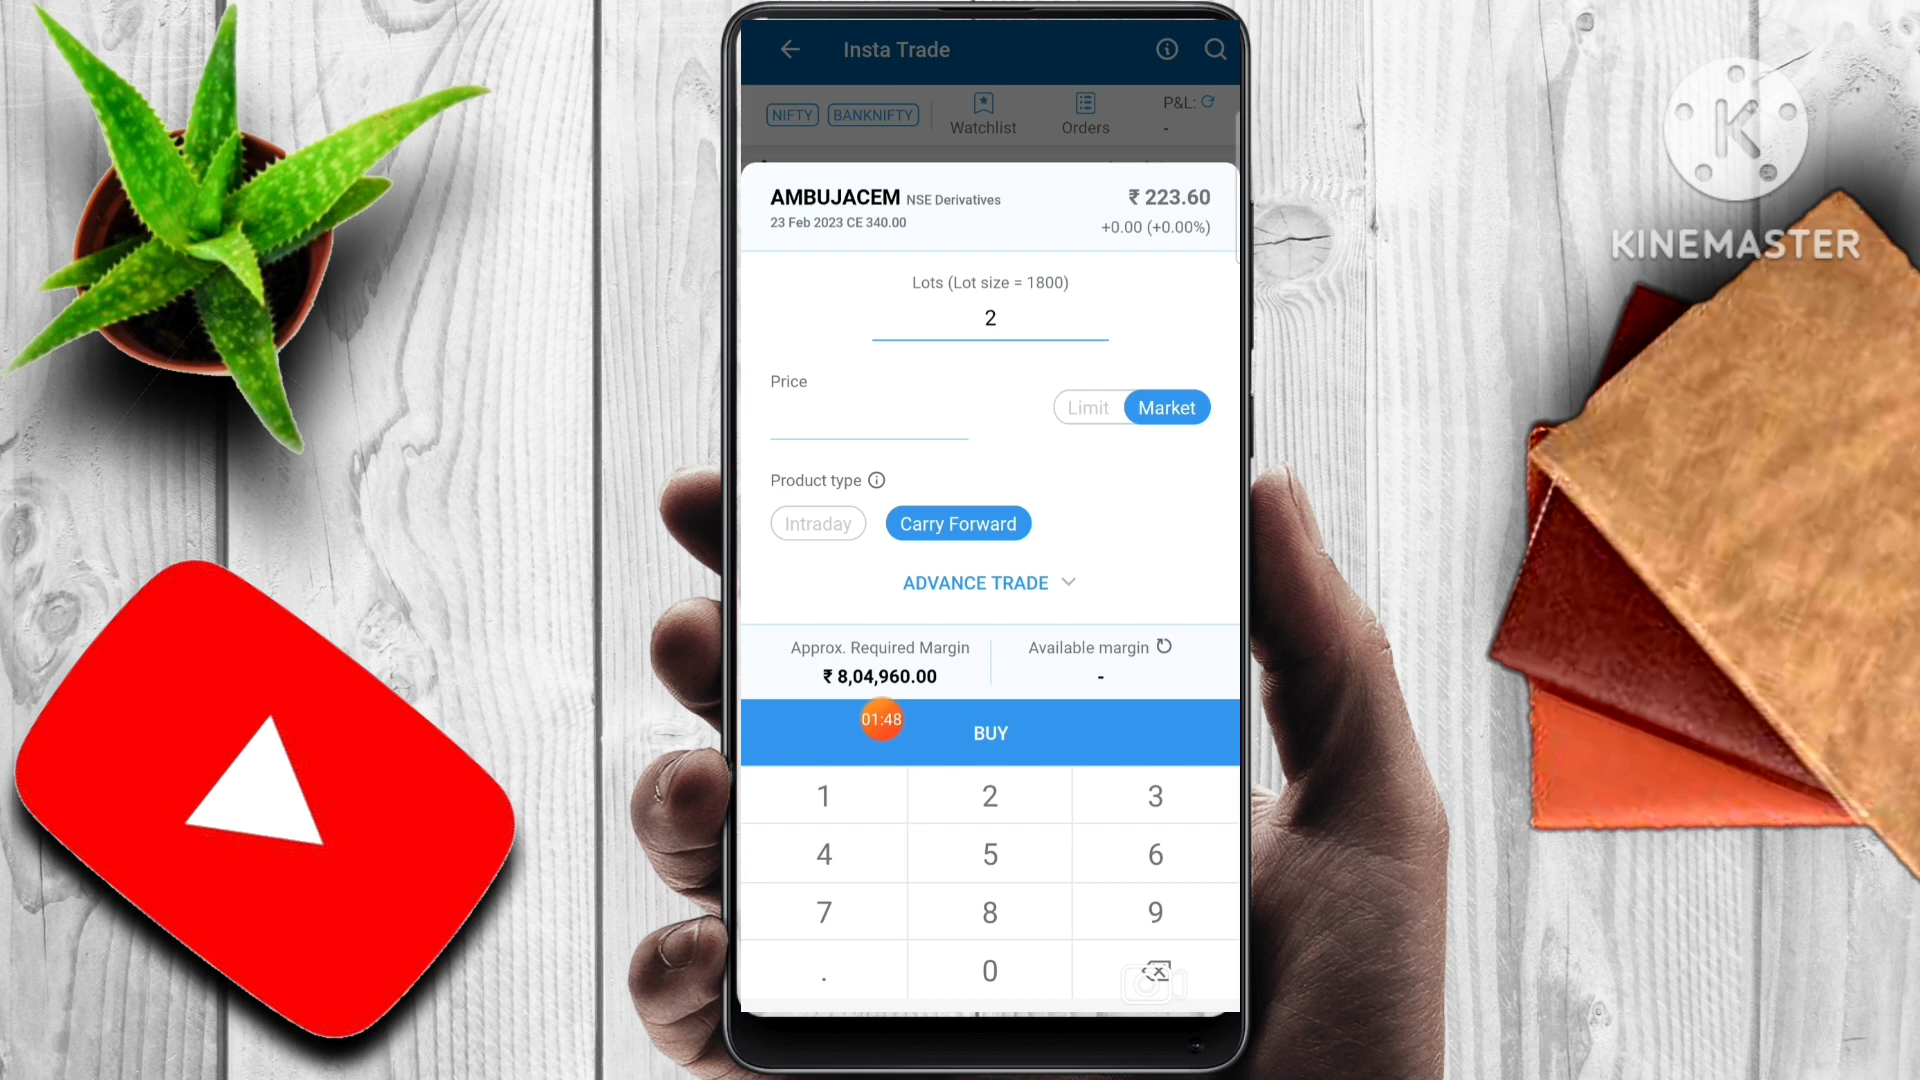 Insta Trade
NIFTY BANKNIFTY Watchlist Orders P&L: -
AMBUJACEM NSE Derivatives ₹ 223.60
23 Feb 2023 CE 340.00 +0.00 (+0.00%)
Lots (Lot size = 1800)
2
Price
Limit Market
Product type
Intraday Carry Forward
ADVANCE TRADE
Approx. Required Margin Available margin
₹ 8,04,960.00 -
01:48
BUY
1 2 3
4 5 6
7 8 9
. 0
K
KINEMASTER